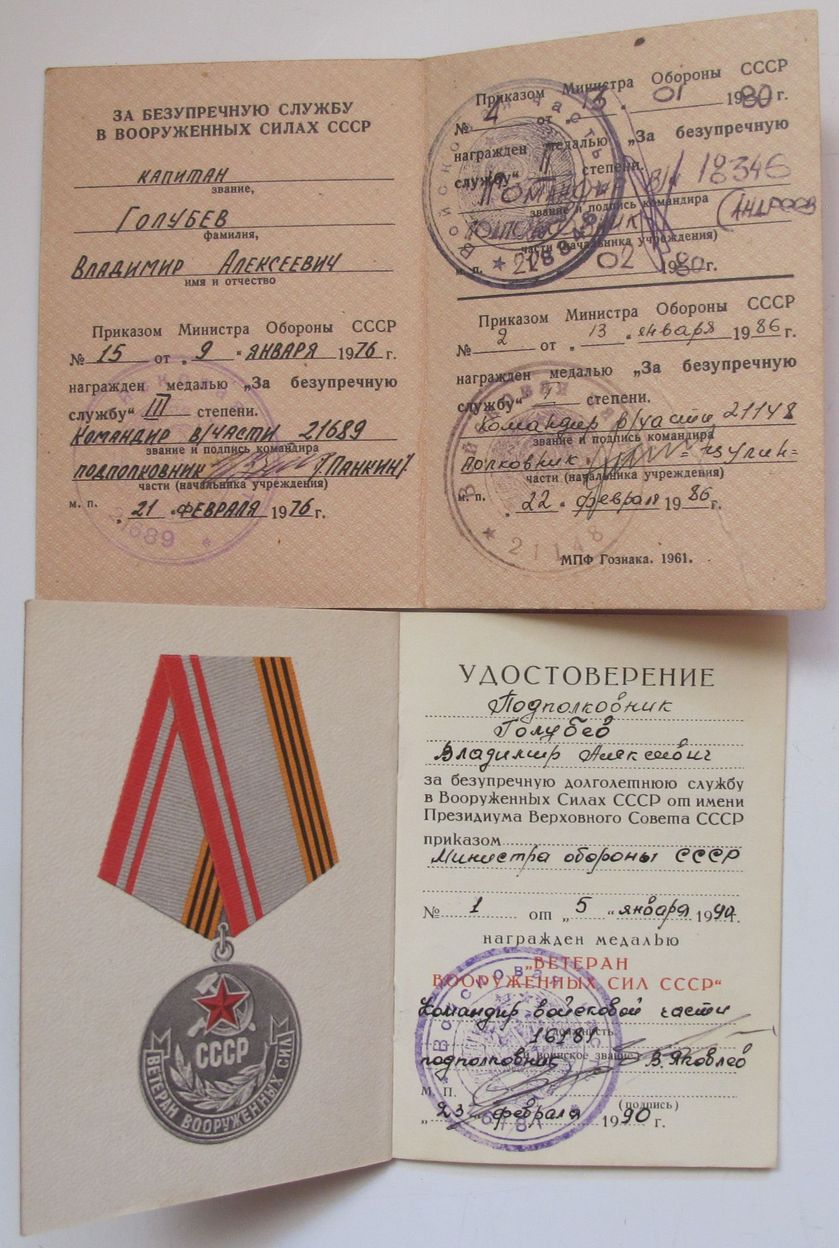 ЗА БЕЗУПРЕЧНУЮ СЛУЖБУ
В ВООРУЖЕННЫХ СИЛАХ СССР
КАПИТАН
звание,
ГОЛУБЕВ
фамилия,
ВЛАДИМИР АЛЕКСЕЕВИЧ
имя и отчество
Приказом Министра Обороны СССР
№ 15 от „9“ ЯНВАРЯ 1976 г.
награжден медалью „За безупречную
службу“ III степени.
КОМАНДИР В/ЧАСТИ 21689
звание и подпись командира
ПОДПОЛКОВНИК /ПАНКИН/
части (начальника учреждения)
м. п.
„21“ ФЕВРАЛЯ 1976 г.
21689
Приказом Министра Обороны СССР
№ 4 от „13“ 01 1980 г.
награжден медалью „За безупречную
службу“ II степени.
В/Ч 18346
звание и подпись командира
части (начальника учреждения)
м. п. 02 1980 г.
Приказом Министра Обороны СССР
№ 2 от „13“ января 1986 г.
награжден медалью „За безупречную
службу“ I степени.
Командир в/части 21148
звание и подпись командира
Полковник
части (начальника учреждения)
м. п.
„22“ февраля 1986 г.
21148
МПФ Гознака. 1961.
СССР
ВЕТЕРАН ВООРУЖЕННЫХ СИЛ
УДОСТОВЕРЕНИЕ
Подполковник
Голубев
Владимир Алексеевич
за безупречную долголетнюю службу
в Вооруженных Силах СССР от имени
Президиума Верховного Совета СССР
приказом
Министра обороны СССР
№ 1 от „5“ января 1990 г.
награжден медалью
„ВЕТЕРАН
ВООРУЖЕННЫХ СИЛ СССР“
Командир войсковой части
подполковник В. Яковлев
М. П.
(подпись)
„23“ февраля 1990 г.